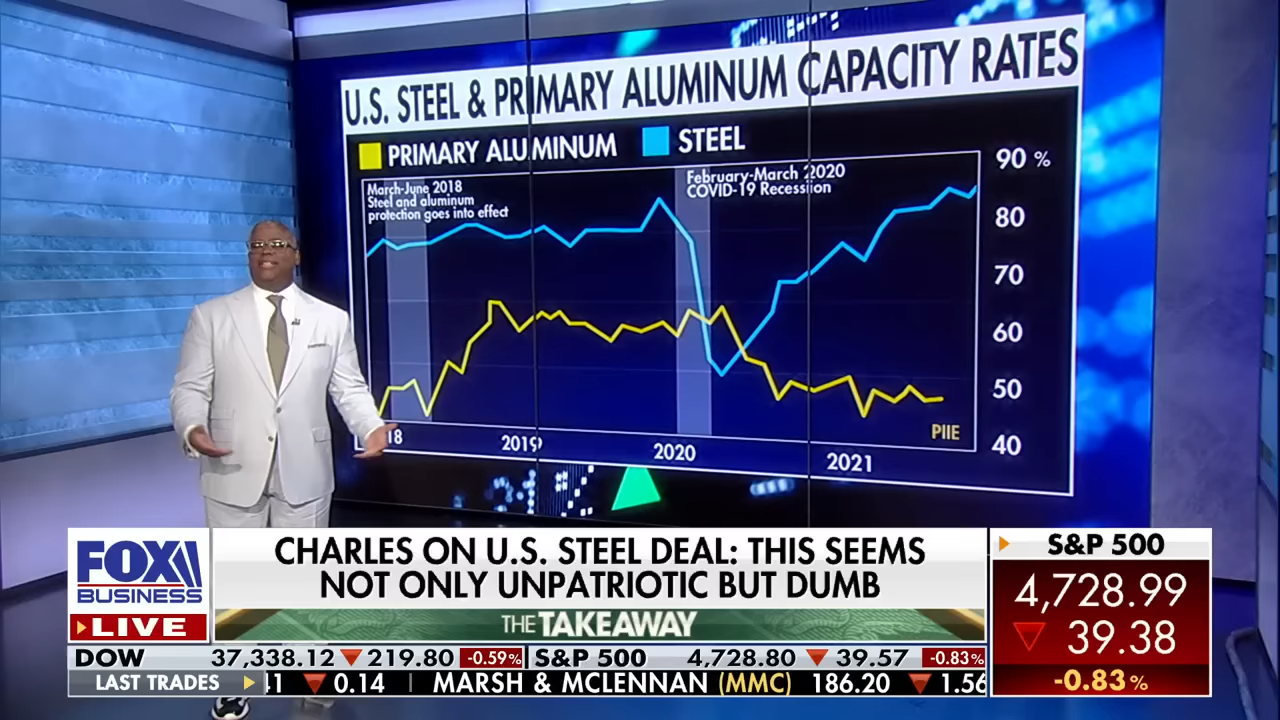 U.S. STEEL & PRIMARY ALUMINUM CAPACITY RATES
PRIMARY ALUMINUM STEEL
90 %
80
70
60
50
40
March-June 2018
Steel and aluminum
protection goes into effect
February-March 2020
COVID-19 Recession
PIIE
18 2019 2020 2021
FOX
BUSINESS
LIVE
CHARLES ON U.S. STEEL DEAL: THIS SEEMS
NOT ONLY UNPATRIOTIC BUT DUMB
THE TAKEAWAY
S&P 500
4,728.99
39.38
-0.83%
DOW 37,338.12 219.80 -0.59% S&P 500 4,728.80 39.57 -0.83%
LAST TRADES 41 0.14 MARSH & MCLENNAN (MMC) 186.20 1.56